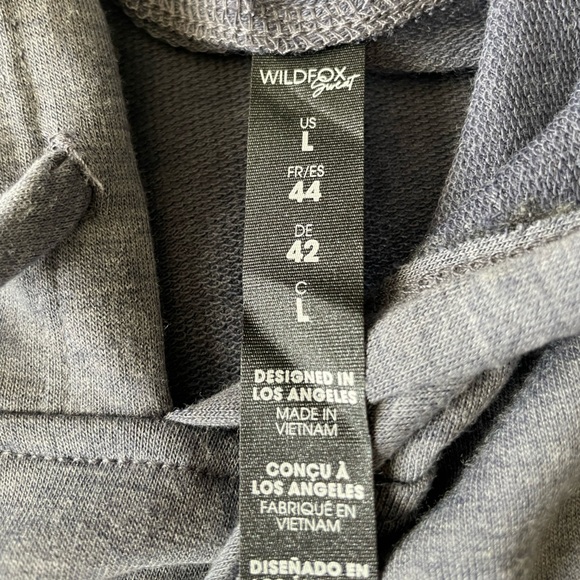 WILDFOX
Sweat
US
L
FR/ES
44
DE
42
C
L
DESIGNED IN
LOS ANGELES
MADE IN
VIETNAM
CONÇU À
LOS ANGELES
FABRIQUÉ EN
VIETNAM
DISEÑADO EN